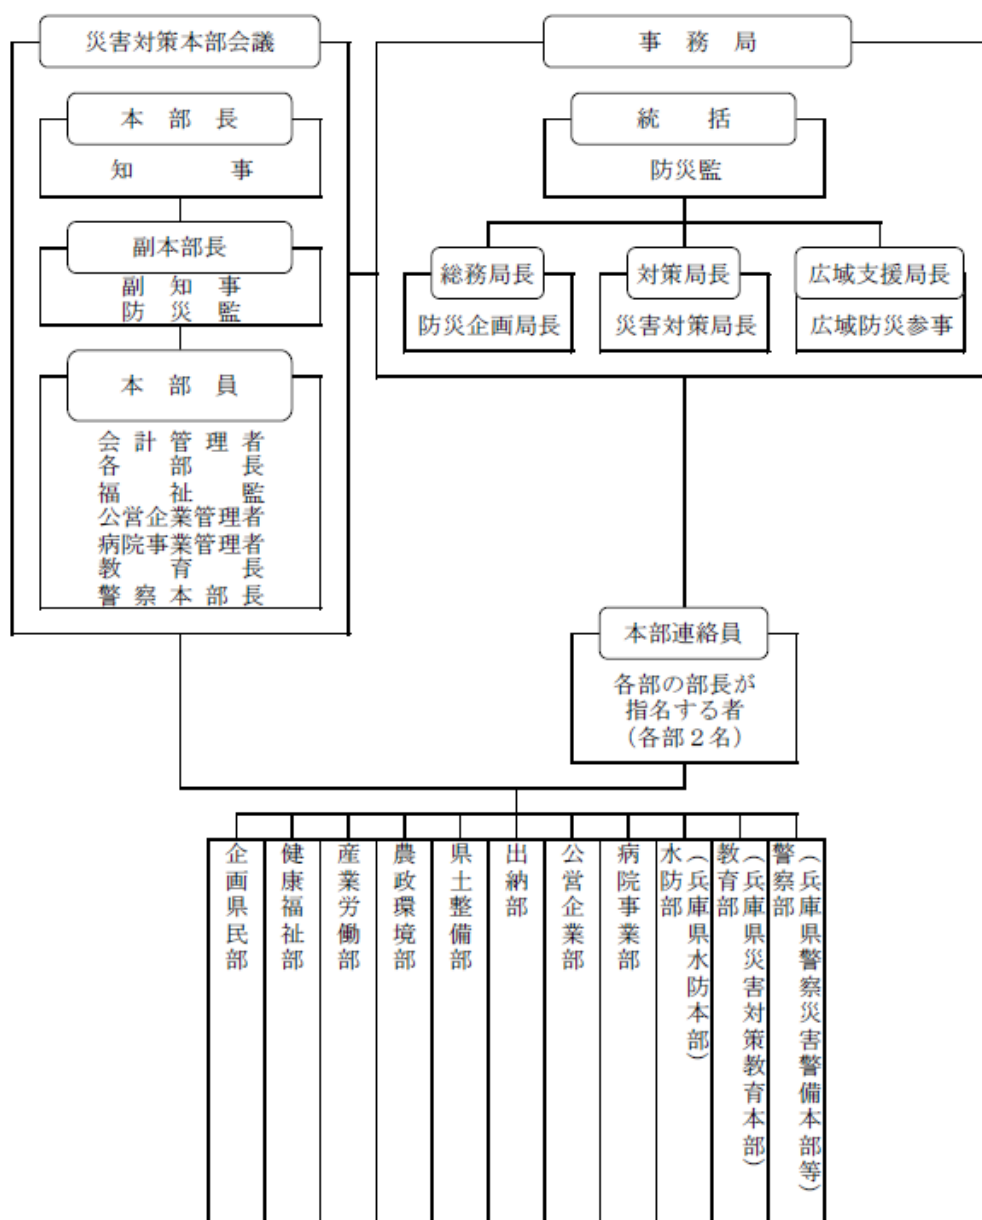 災害対策本部会議
本部長
知事
副本部長
副知事
防災監
本部員
会計管理者
各部長
福祉監
公営企業管理者
病院事業管理者
教育長
警察本部長
事務局
統括
防災監
総務局長
防災企画局長
対策局長
災害対策局長
広域支援局長
広域防災参事
本部連絡員
各部の部長が
指名する者
（各部２名）
企画県民部
健康福祉部
産業労働部
農政環境部
県土整備部
出納部
公営企業部
病院事業部
水防部
（兵庫県水防本部）
教育部
（兵庫県災害対策教育本部）
警察部
（兵庫県警察災害警備本部等）